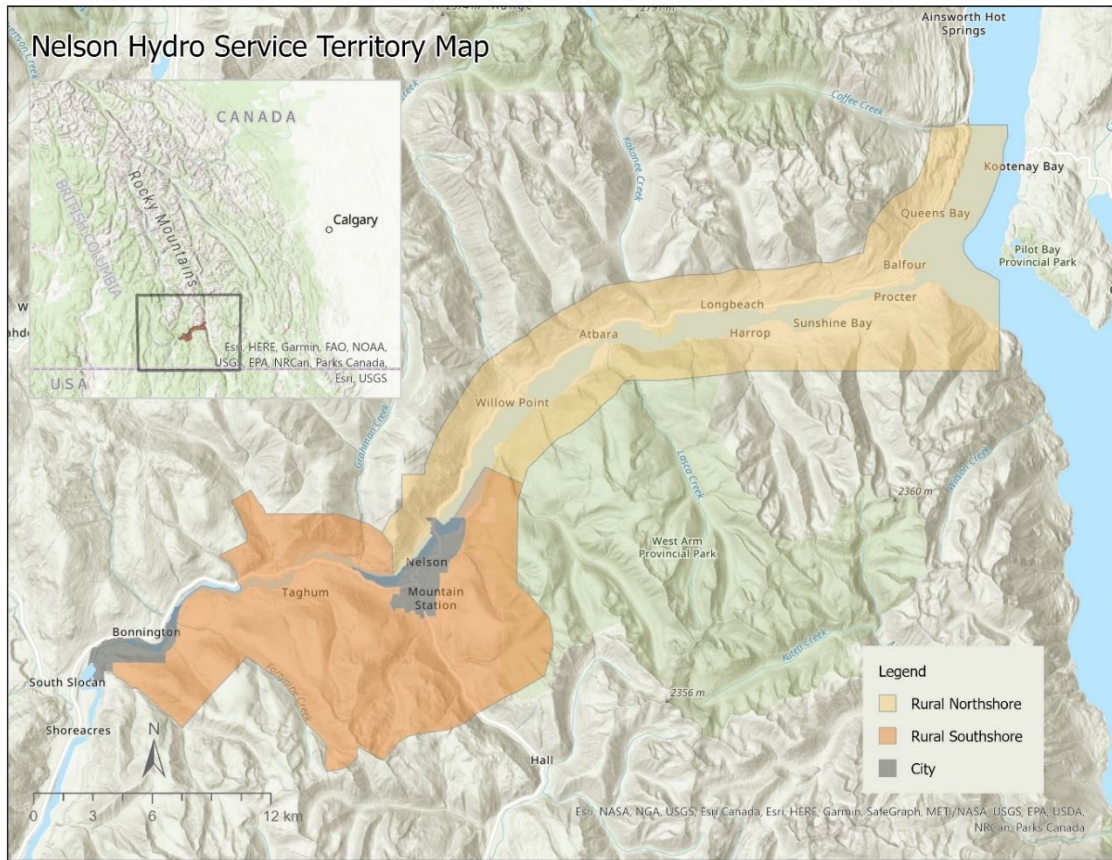 Nelson Hydro Service Territory Map
CANADA
Rocky Mountains
BRITISH COLUMBIA
Calgary
Esri, HERE, Garmin, FAO, NOAA,
USGS, EPA, NRCan, Parks Canada,
Esri, USGS
USA
Ainsworth Hot
Springs
Coffee Creek
Kokanee Creek
Kootenay Bay
Queens Bay
Pilot Bay
Provincial Park
Balfour
Procter
Longbeach
Sunshine Bay
Harrop
Atbara
Willow Point
Grohman Creek
Lasca Creek
Wilson Creek
2360 m
West Arm
Provincial Park
Nelson
Mountain
Station
Taghum
Bonnington
South Slocan
Shoreacres
Kutetl Creek
2356 m
Hall
N
0 3 6 12 km
Legend
Rural Northshore
Rural Southshore
City
Esri, NASA, NGA, USGS, Esri Canada, Esri, HERE, Garmin, SafeGraph, METI/NASA, USGS, EPA, USDA,
NRCan, Parks Canada